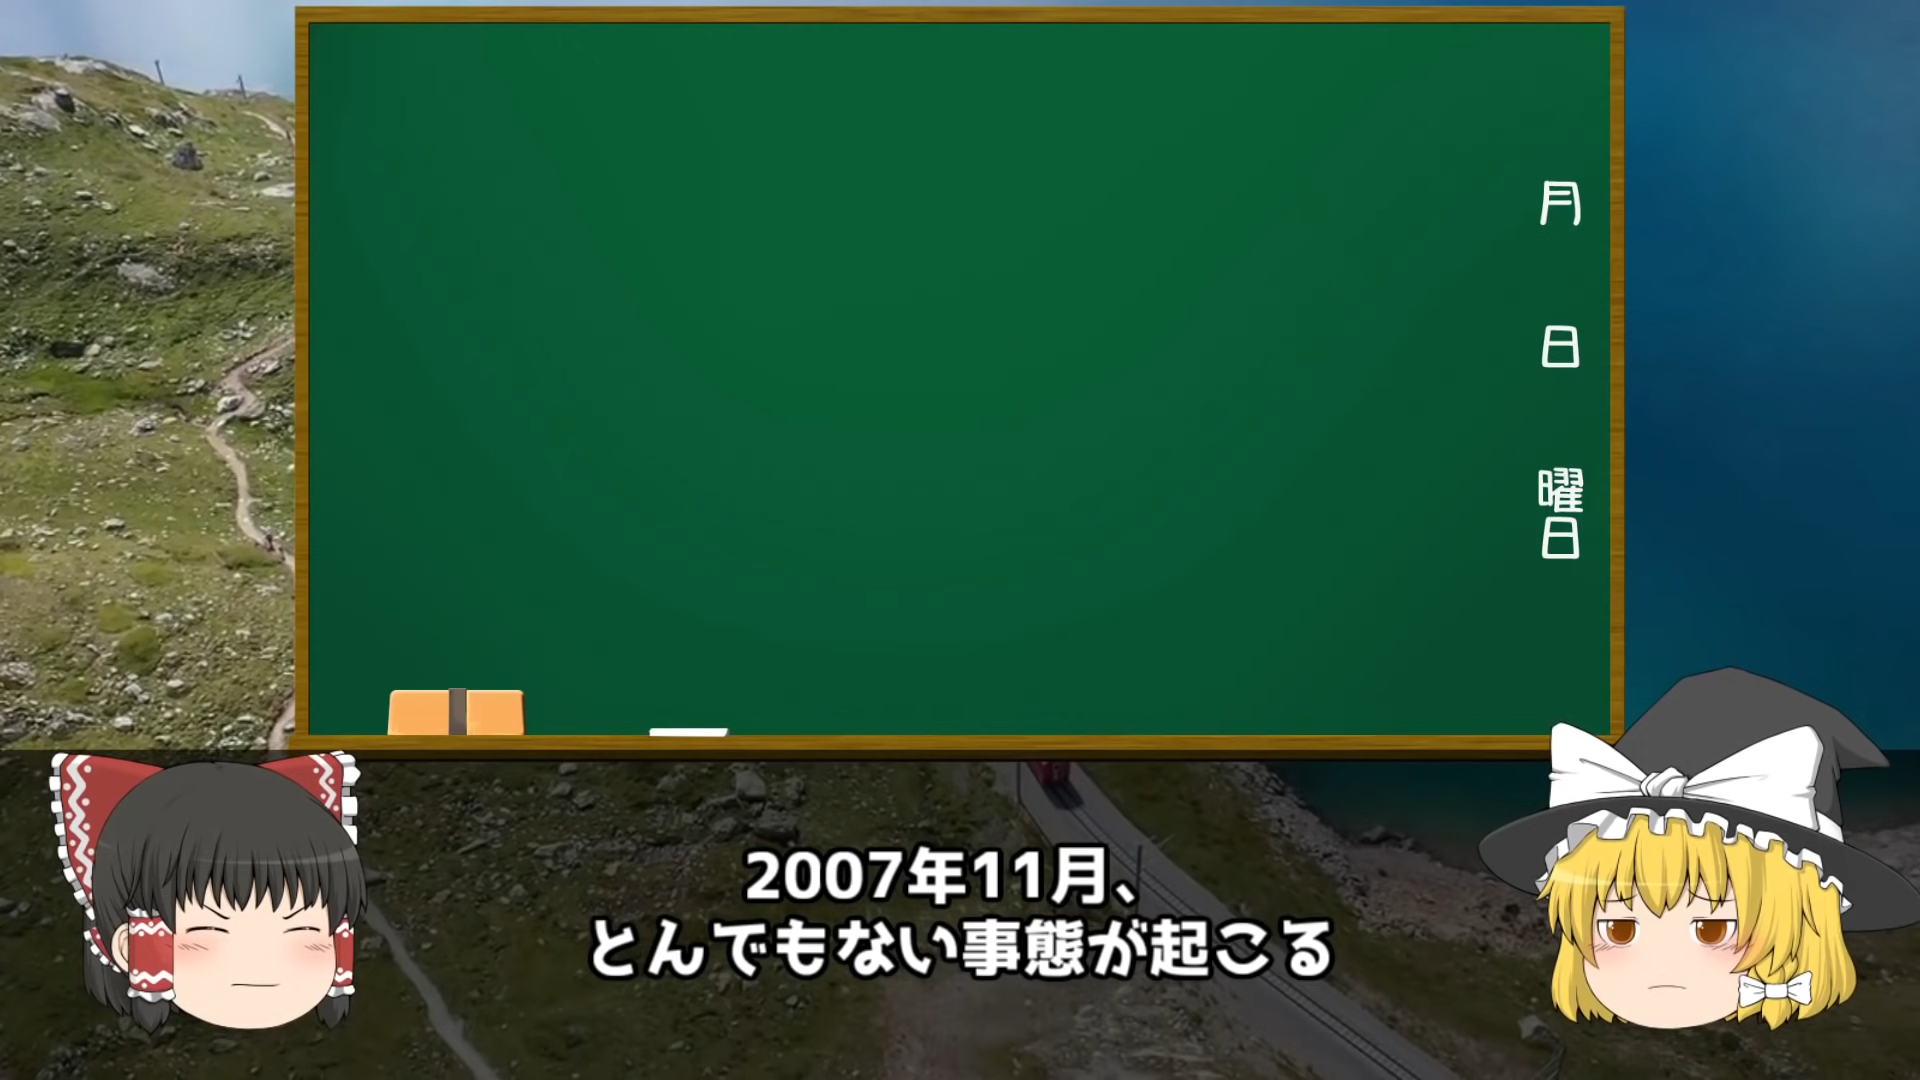 月
日
曜日
2007年11月、
とんでもない事態が起こる